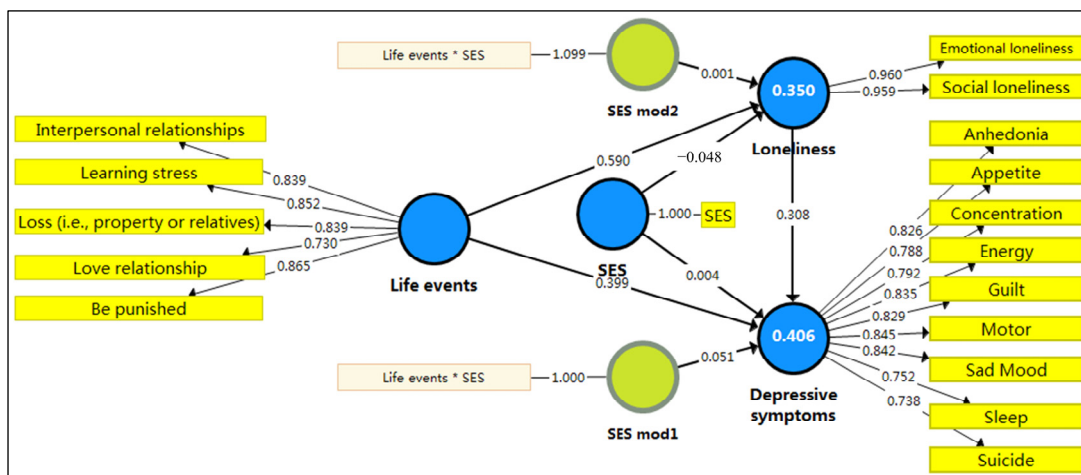 Life events * SES
1.099
SES mod2
0.001
0.350
Loneliness
0.960
0.959
Emotional loneliness
Social loneliness
Interpersonal relationships
Learning stress
Loss (i.e., property or relatives)
Love relationship
Be punished
0.839
0.852
0.839
0.730
0.865
Life events
0.590
−0.048
SES
1.000
SES
0.308
0.004
0.399
Life events * SES
1.000
SES mod1
0.051
0.406
Depressive
symptoms
0.826
0.788
0.792
0.835
0.829
0.845
0.842
0.752
0.738
Anhedonia
Appetite
Concentration
Energy
Guilt
Motor
Sad Mood
Sleep
Suicide